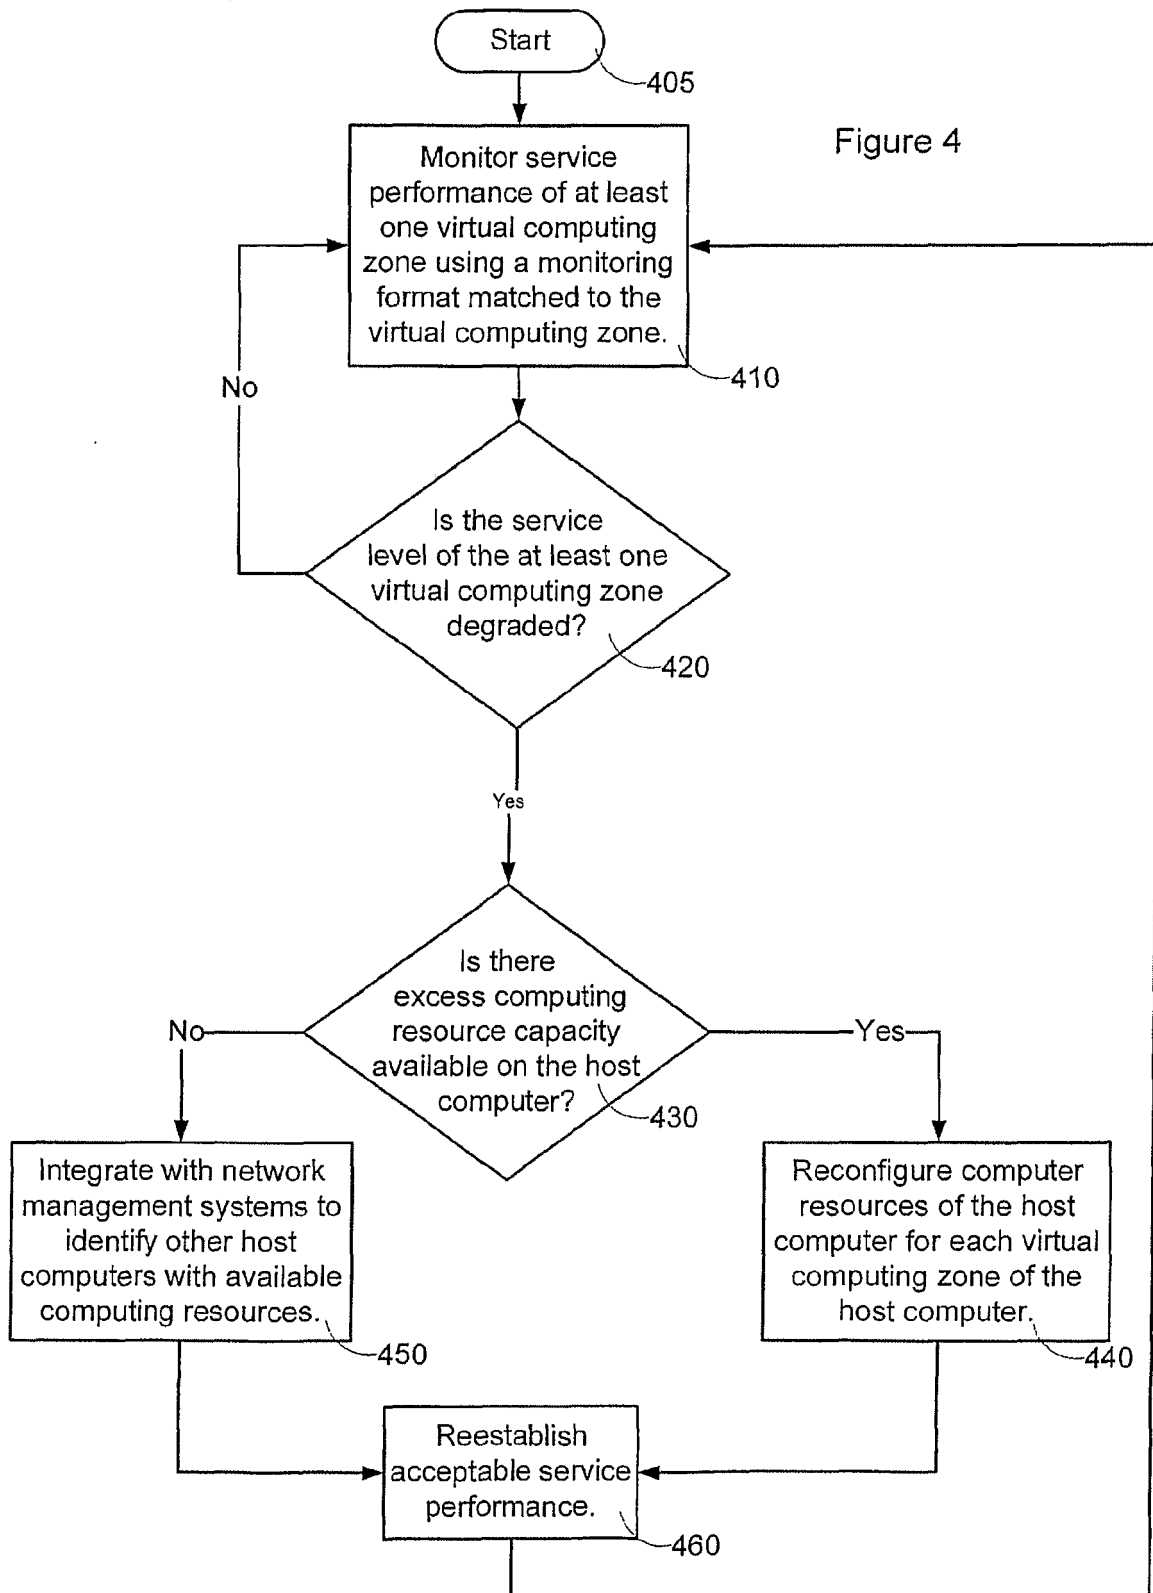 Start
405
Figure 4
Monitor service
performance of at least
one virtual computing
zone using a monitoring
format matched to the
virtual computing zone.
410
No
Is the service
level of the at least one
virtual computing zone
degraded?
420
Yes
Is there
excess computing
resource capacity
available on the host
computer?
430
No
Yes
Integrate with network
management systems to
identify other host
computers with available
computing resources.
450
Reconfigure computer
resources of the host
computer for each virtual
computing zone of the
host computer.
440
Reestablish
acceptable service
performance.
460